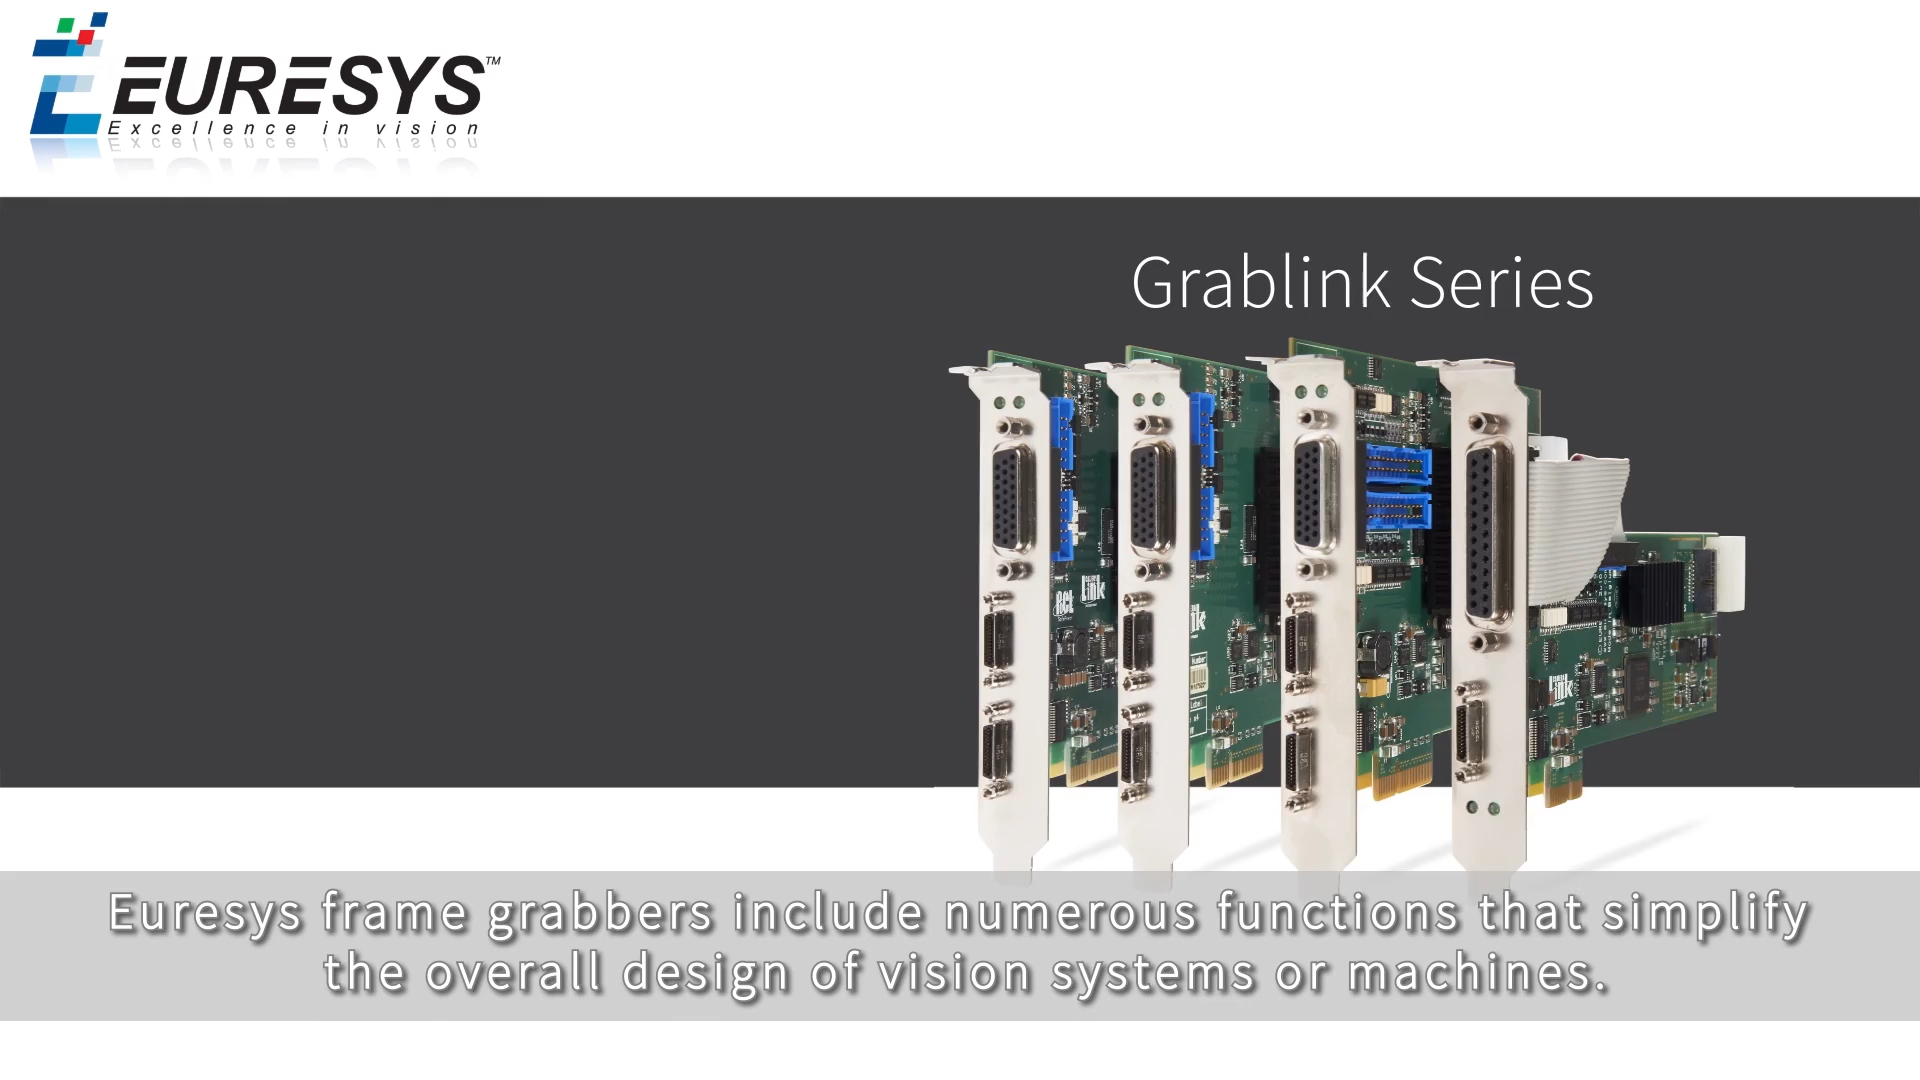 EURESYS™
Excellence in vision
Grablink Series
Euresys frame grabbers include numerous functions that simplify
the overall design of vision systems or machines.